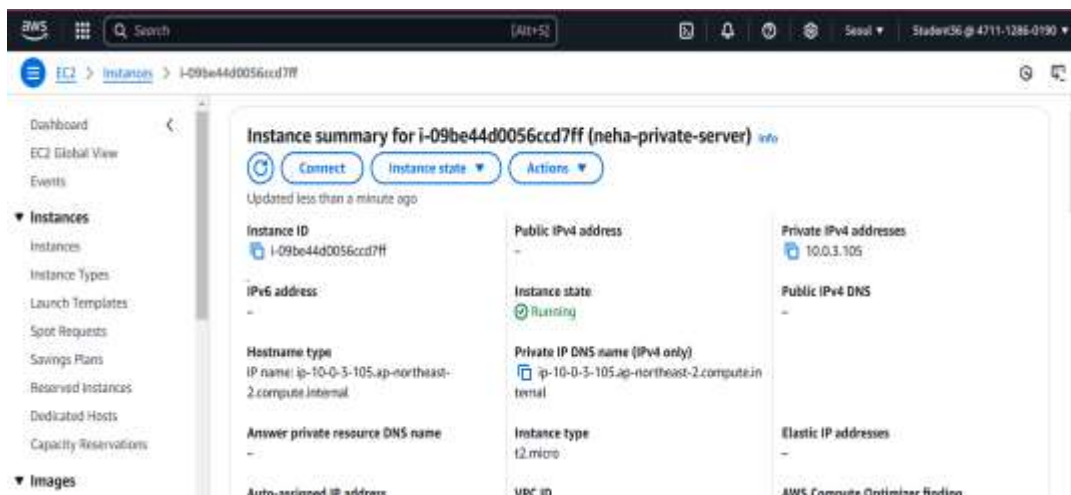 aws
Search
[Alt+S]
Seoul ▼
Student36 @ 4711-1286-0190 ▼
EC2 > Instances > i-09be44d0056ccd7ff
Dashboard
EC2 Global View
Events
▼ Instances
Instances
Instance Types
Launch Templates
Spot Requests
Savings Plans
Reserved Instances
Dedicated Hosts
Capacity Reservations
▼ Images
Instance summary for i-09be44d0056ccd7ff (neha-private-server) Info
Connect
Instance state ▼
Actions ▼
Updated less than a minute ago
Instance ID
i-09be44d0056ccd7ff
Public IPv4 address
–
Private IPv4 addresses
10.0.3.105
IPv6 address
–
Instance state
Running
Public IPv4 DNS
–
Hostname type
IP name: ip-10-0-3-105.ap-northeast-
2.compute.internal
Private IP DNS name (IPv4 only)
ip-10-0-3-105.ap-northeast-2.compute.in
ternal
Answer private resource DNS name
–
Instance type
t2.micro
Elastic IP addresses
–
Auto-assigned IP address
VPC ID
AWS Compute Optimizer finding